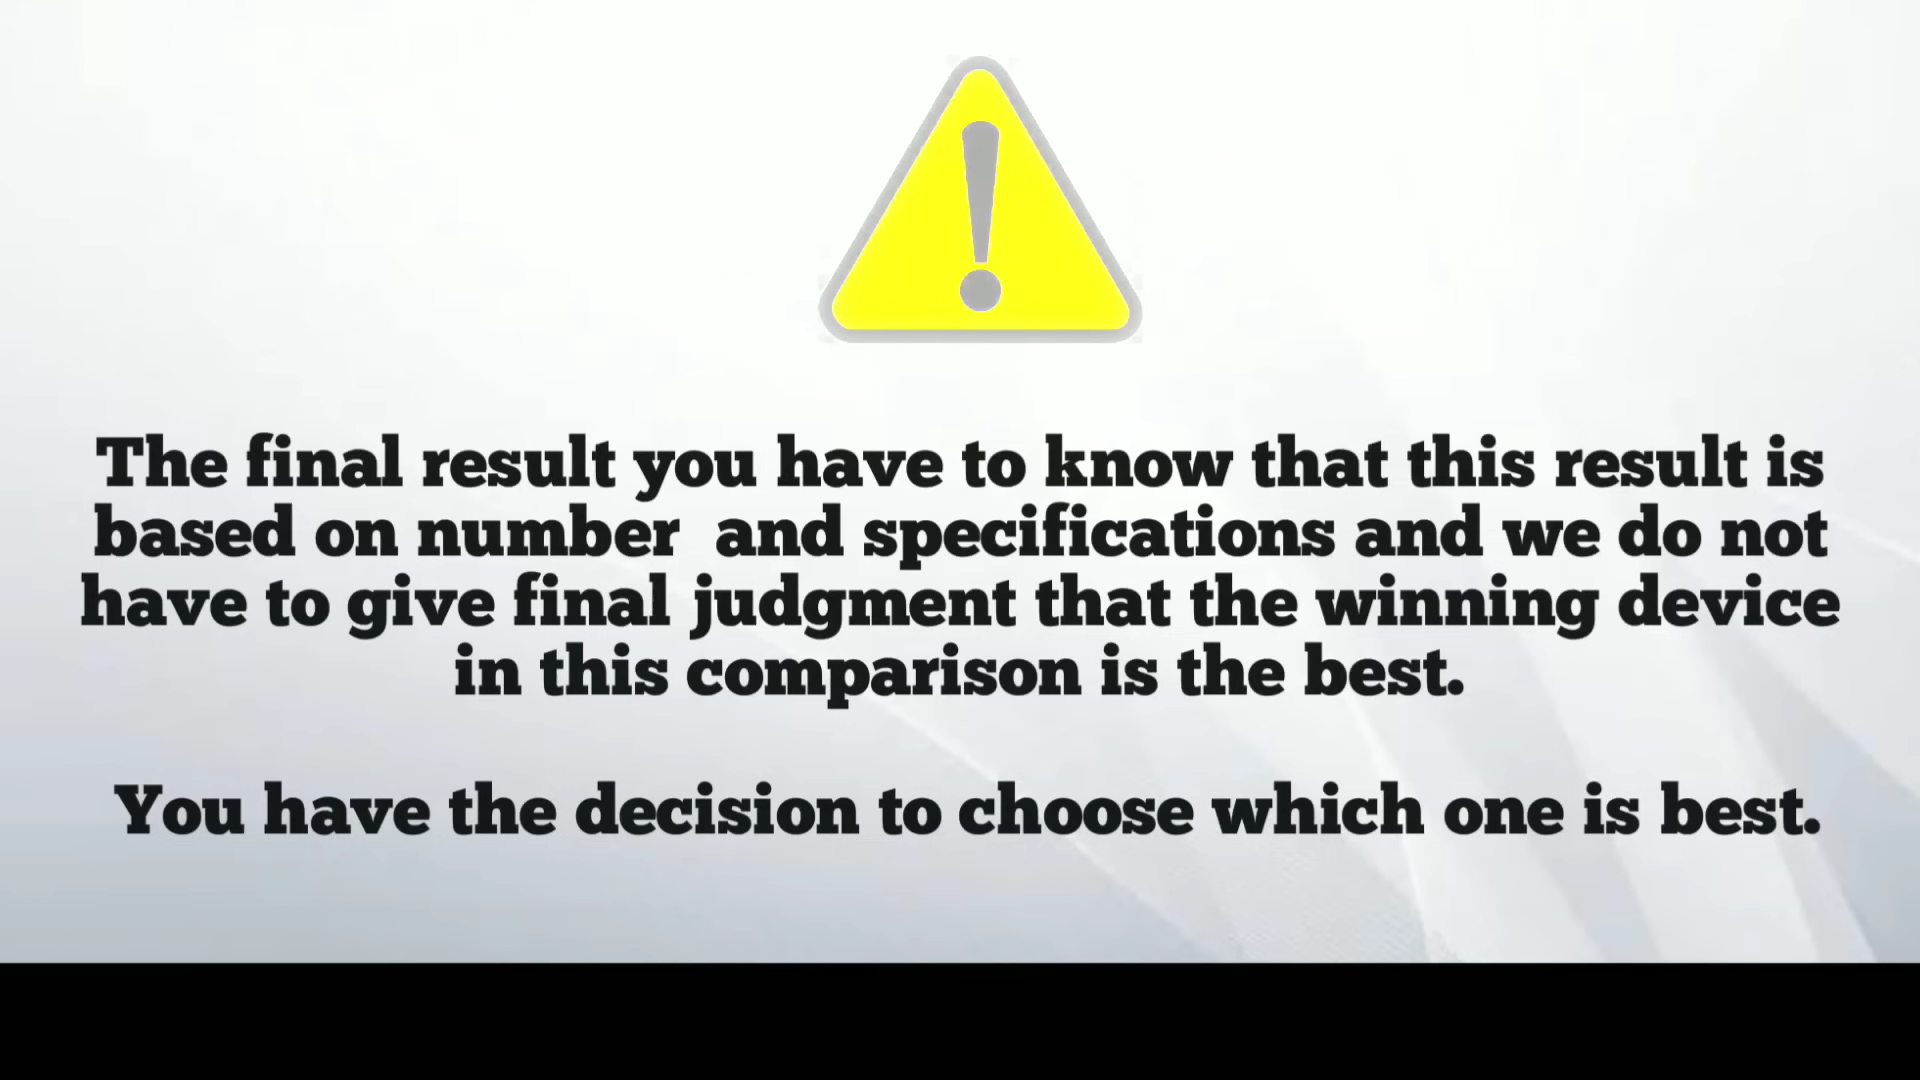 The final result you have to know that this result is
based on number  and specifications and we do not
have to give final judgment that the winning device
in this comparison is the best.
You have the decision to choose which one is best.